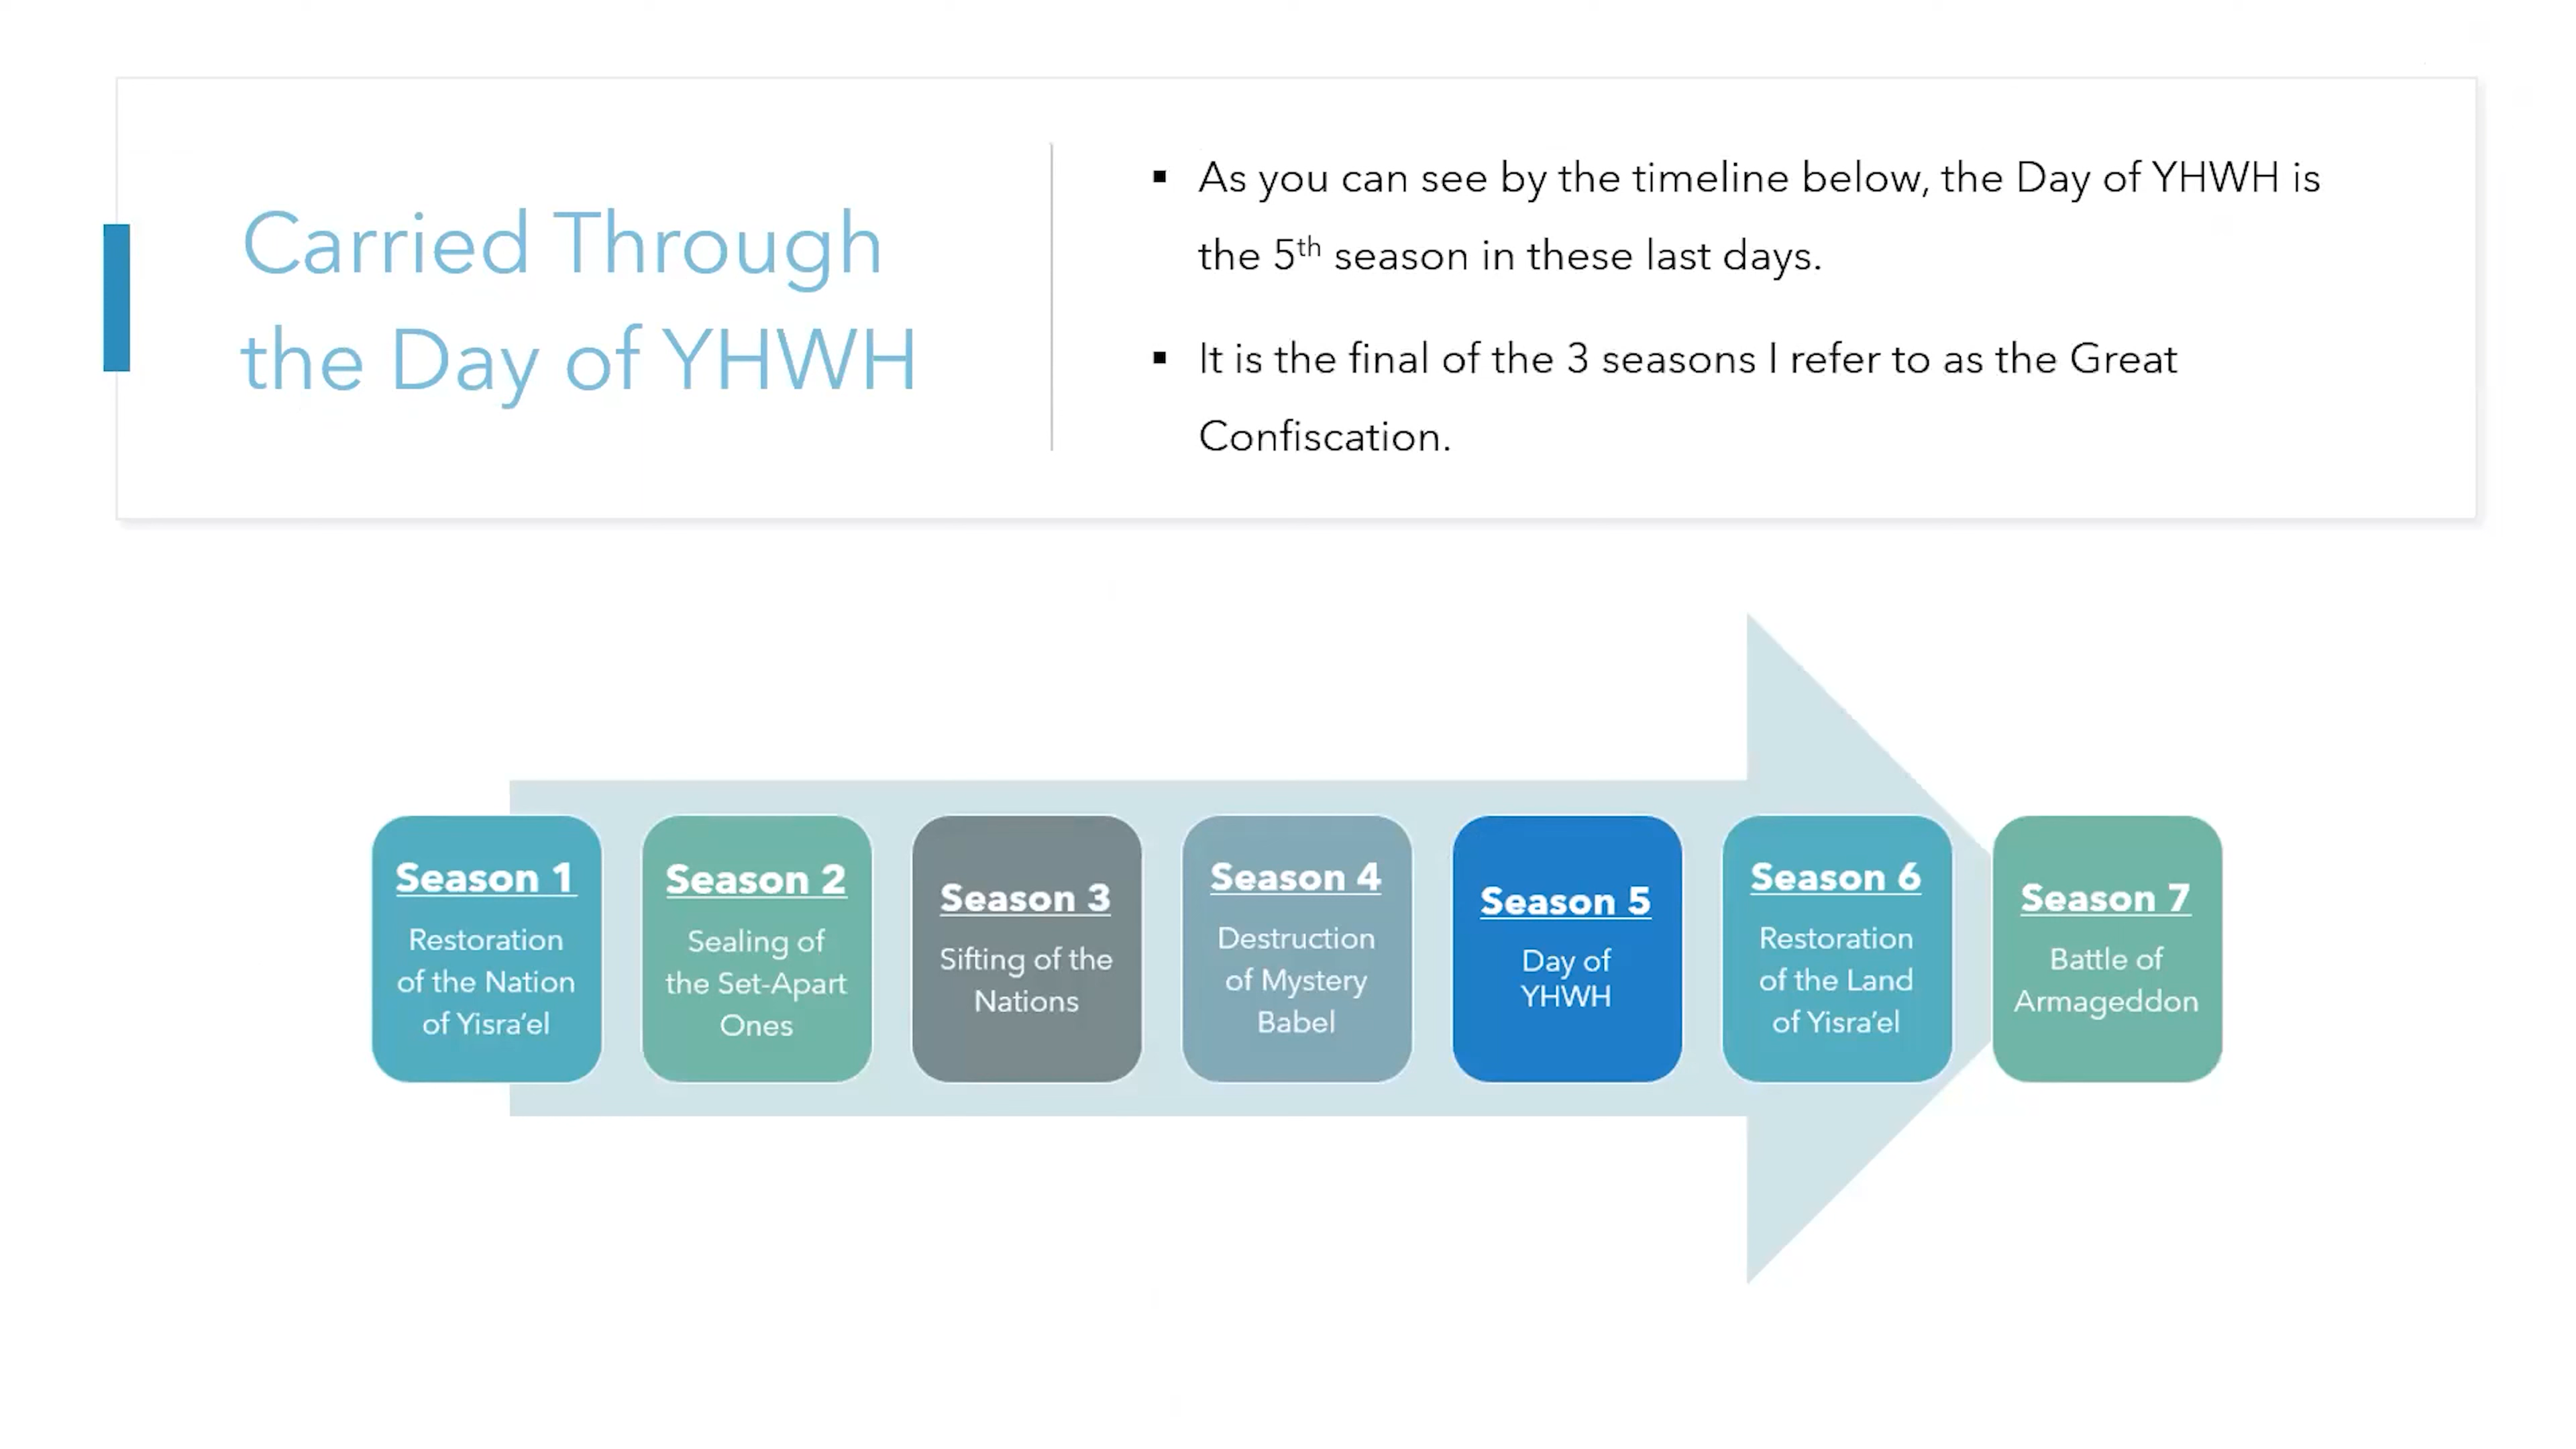 Carried Through
the Day of YHWH
▪ As you can see by the timeline below, the Day of YHWH is
the 5th season in these last days.
▪ It is the final of the 3 seasons I refer to as the Great
Confiscation.
Season 1
Restoration
of the Nation
of Yisra’el
Season 2
Sealing of
the Set-Apart
Ones
Season 3
Sifting of the
Nations
Season 4
Destruction
of Mystery
Babel
Season 5
Day of
YHWH
Season 6
Restoration
of the Land
of Yisra’el
Season 7
Battle of
Armageddon